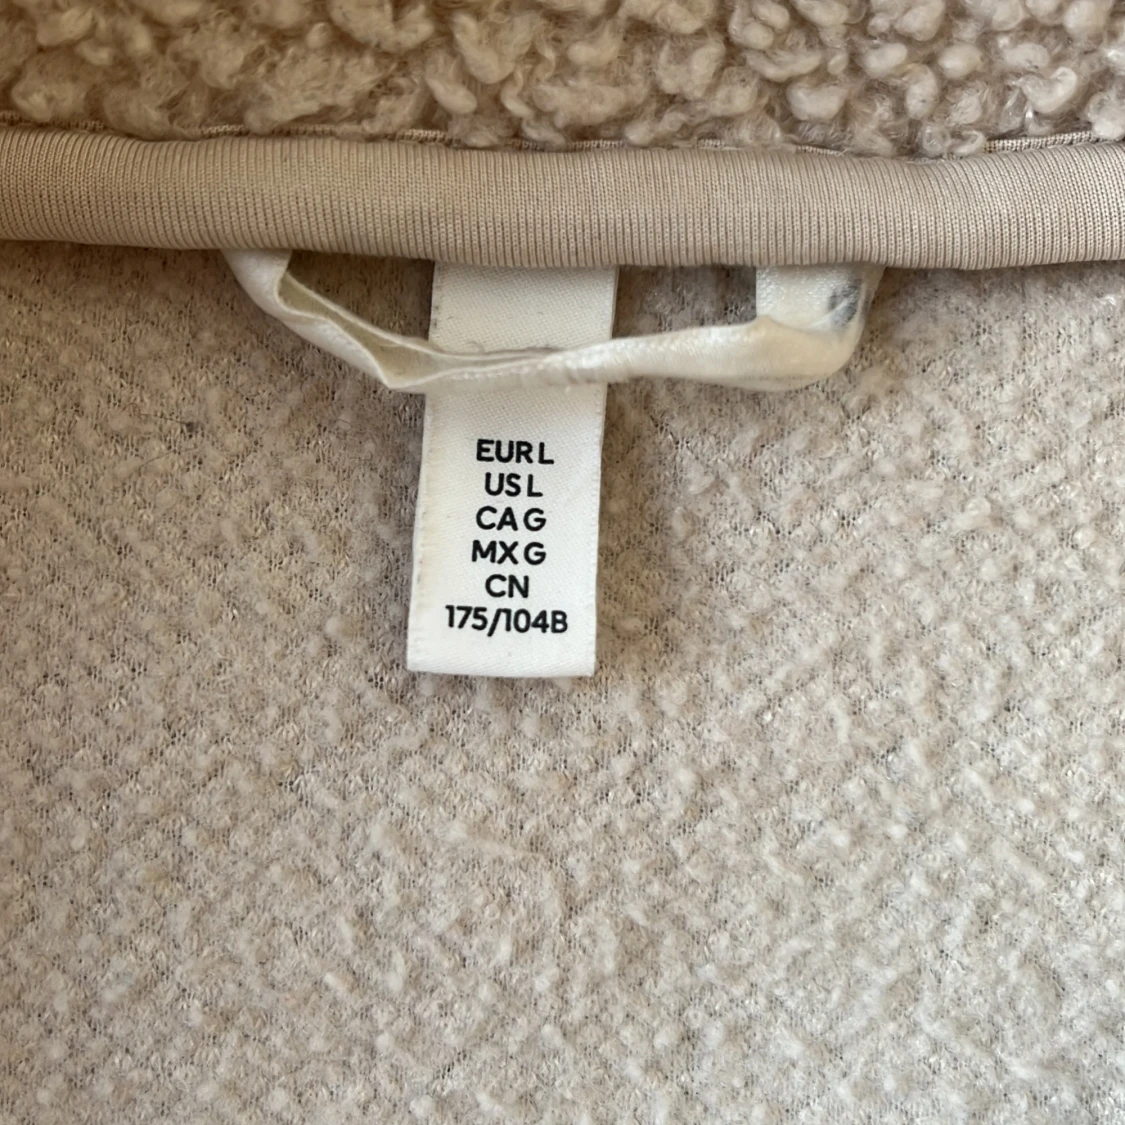 EUR L
US L
CA G
MX G
CN
175/104B